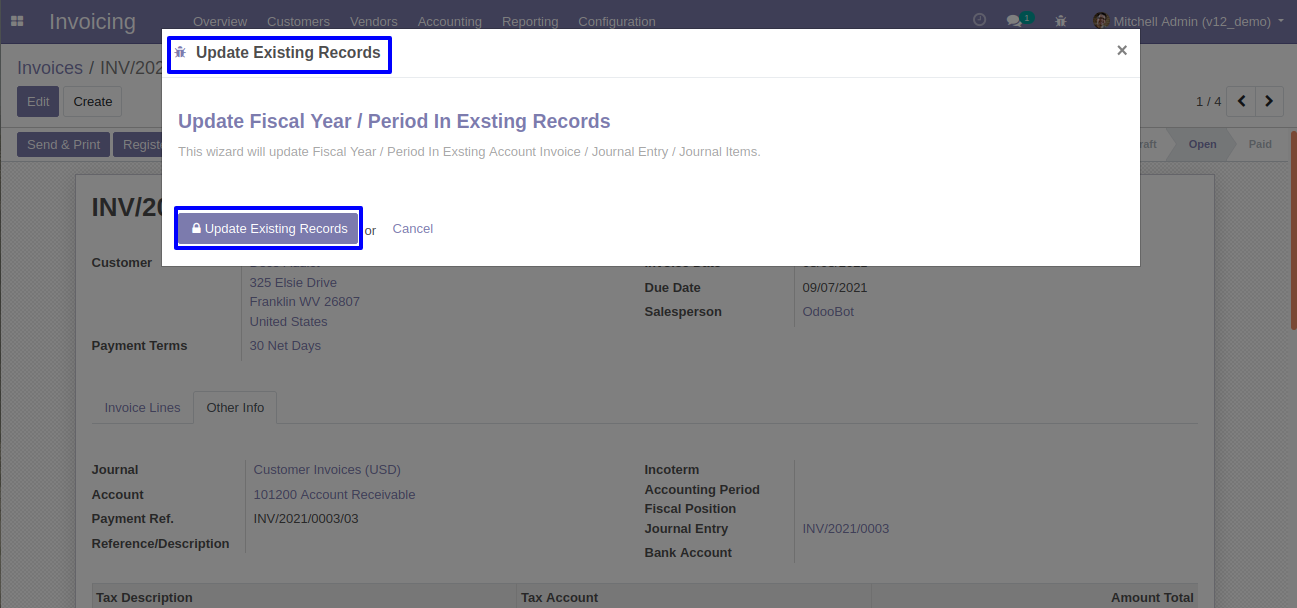 Invoicing Overview Customers Vendors Accounting Reporting Configuration 1 Mitchell Admin (v12_demo)
Update Existing Records ×
Invoices / INV/202
Edit Create 1 / 4
Update Fiscal Year / Period In Exsting Records
Send & Print Registe raft Open Paid
This wizard will update Fiscal Year / Period In Exsting Account Invoice / Journal Entry / Journal Items.
INV/20
Update Existing Records or Cancel
Customer
325 Elsie Drive Due Date 09/07/2021
Franklin WV 26807
United States Salesperson OdooBot
Payment Terms 30 Net Days
Invoice Lines Other Info
Journal Customer Invoices (USD) Incoterm
Account 101200 Account Receivable Accounting Period
Payment Ref. INV/2021/0003/03 Fiscal Position
Reference/Description Journal Entry INV/2021/0003
Bank Account
Tax Description Tax Account Amount Total